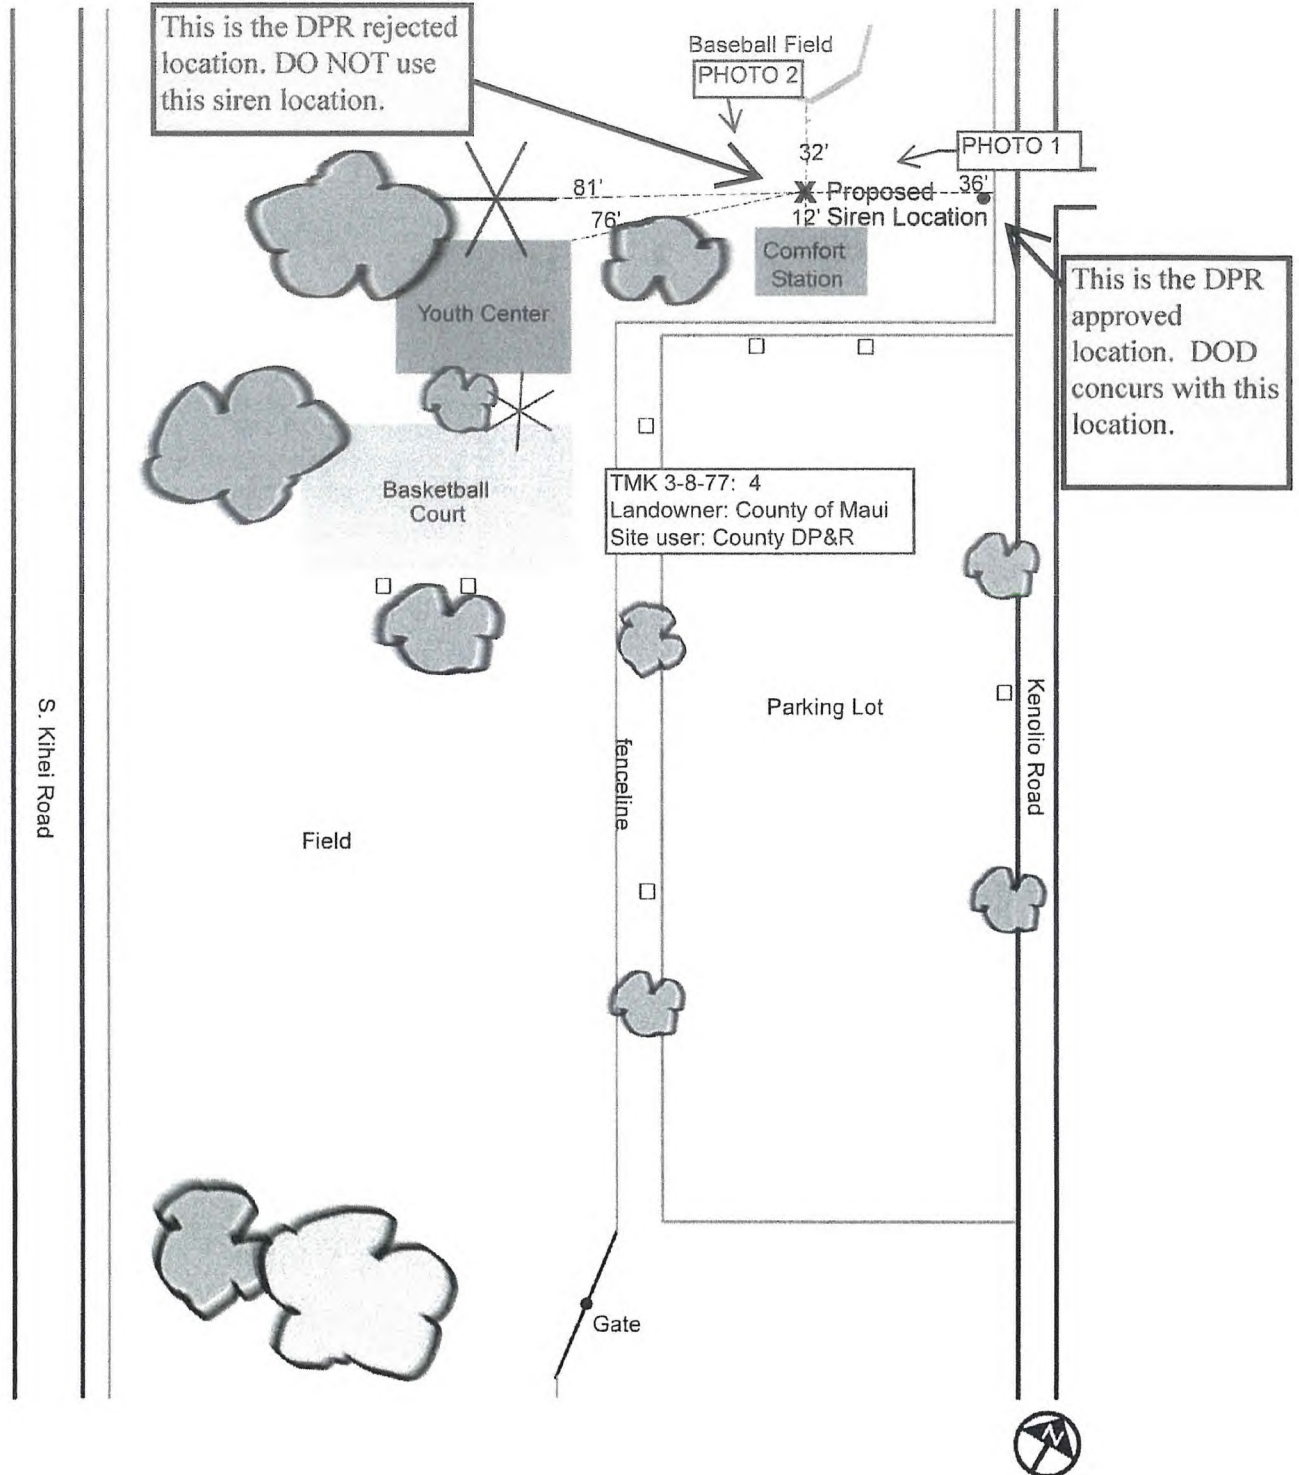 This is the DPR rejected
location. DO NOT use
this siren location.
Baseball Field
PHOTO 2
PHOTO 1
32'
81'
36'
Proposed
76'
12' Siren Location
Comfort
Station
Youth Center
This is the DPR
approved
location. DOD
concurs with this
location.
Basketball
Court
TMK 3-8-77: 4
Landowner: County of Maui
Site user: County DP&R
S. Kihei Road
Kenolio Road
Parking Lot
fenceline
Field
Gate
N